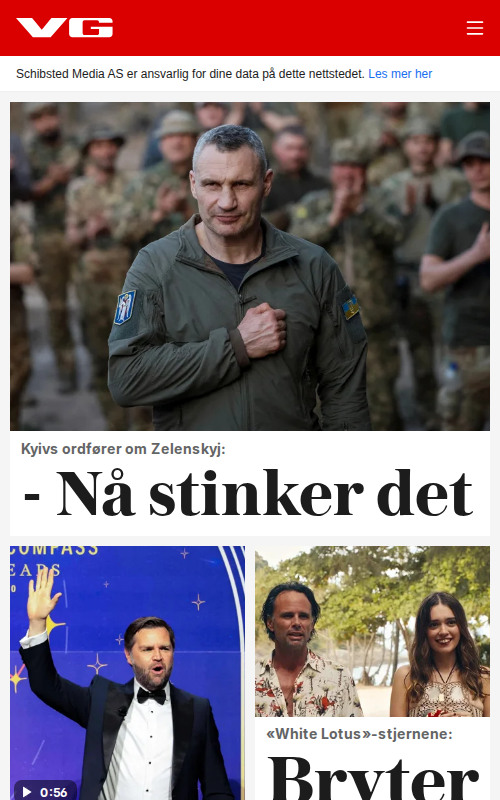 VG
Schibsted Media AS er ansvarlig for dine data på dette nettstedet. Les mer her
Kyivs ordfører om Zelenskyj:
- Nå stinker det
COMPASS
0:56
«White Lotus»-stjernene:
Bryter